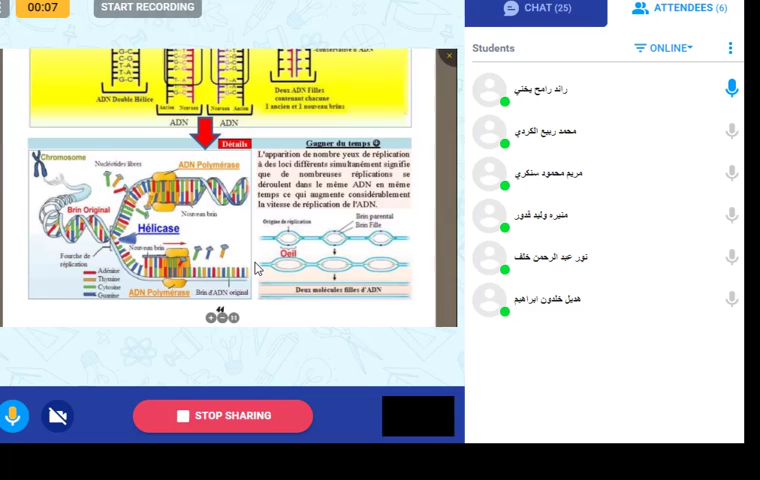 00:07
START RECORDING
CHAT (25)
ATTENDEES (6)
Students
ONLINE
رائد رامح يخني
محمد ربيع الكردي
مريم محمود سنكري
منيره وليد قدور
نور عبد الرحمن خلف
هديل خلدون ابراهيم
G-C
C-G
C-G
T-A
T-A
G-C
ADN Double Hélice
Ancien Nouveau
Nouveau Ancien
ADN
ADN
Deux ADN Filles
contenant chacune
1 ancien et 1 nouveau brins
Détails
Chromosome
Nucléotides libres
ADN Polymérase
Brin Original
Nouveau brin
Hélicase
Nouveau brin
Fourche de
réplication
Adénine
Thymine
Cytosine
Guanine
ADN Polymérase
Brin d'ADN original
Gagner du temps
L'apparition de nombre yeux de réplication
à des loci différents simultanément signifie
que de nombreuses réplications se
déroulent dans le même ADN en même
temps ce qui augmente considérablement
la vitesse de réplication de l'ADN.
Origine de réplication
Brin parental
Brin Fille
Oeil
Deux molécules filles d'ADN
STOP SHARING